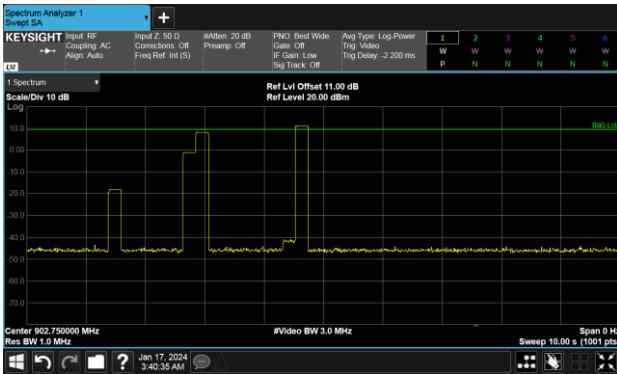 Spectrum Analyzer 1
Swept SA
+
KEYSIGHT
Input: RF
Coupling: AC
Align: Auto
Input Z: 50 Ω
Corrections: Off
Freq Ref: Int (S)
#Atten: 20 dB
Preamp: Off
PNO: Best Wide
Gate: Off
IF Gain: Low
Sig Track: Off
Avg Type: Log-Power
Trig: Video
Trig Delay: -2.200 ms
1 2 3 4 5 6
W W W W W W
P N N N N N
LXI
1 Spectrum
Scale/Div 10 dB
Ref Lvl Offset 11.00 dB
Ref Level 20.00 dBm
Log
TRIG LVL
10.0
0.00
-10.0
-20.0
-30.0
-40.0
-50.0
-60.0
-70.0
Center 902.750000 MHz
#Video BW 3.0 MHz
Span 0 Hz
Res BW 1.0 MHz
Sweep 10.00 s (1001 pts
?
Jan 17, 2024
3:40:35 AM